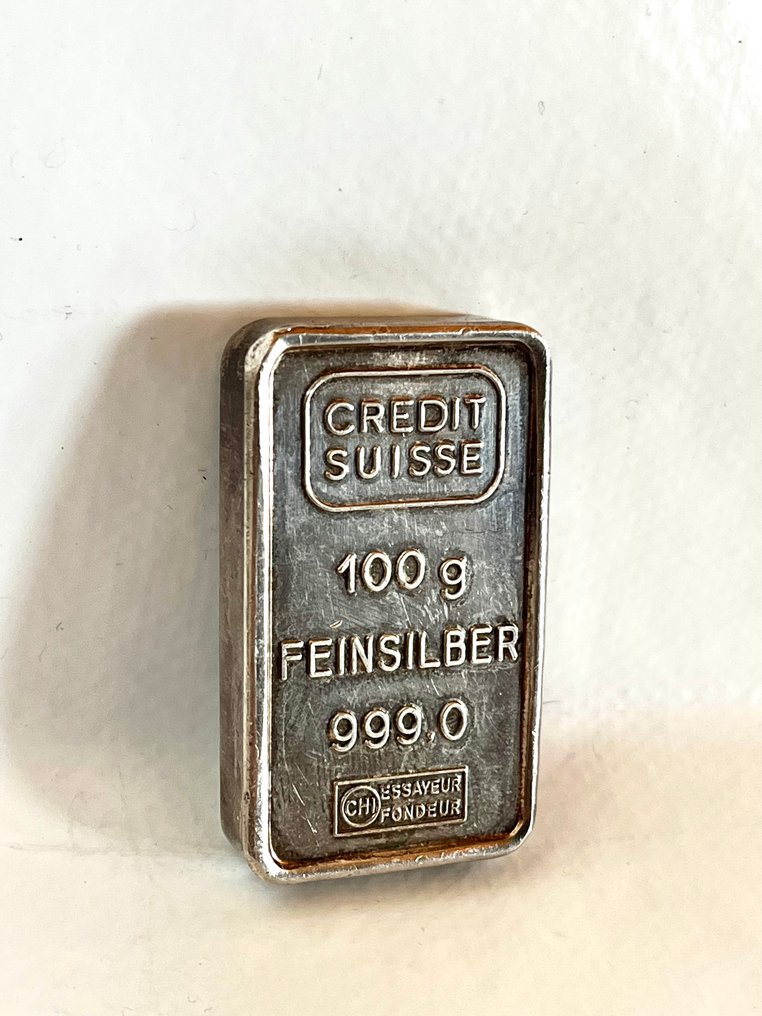 CREDIT
SUISSE
100 g
FEINSILBER
999,0
CHI ESSAYEUR
FONDEUR